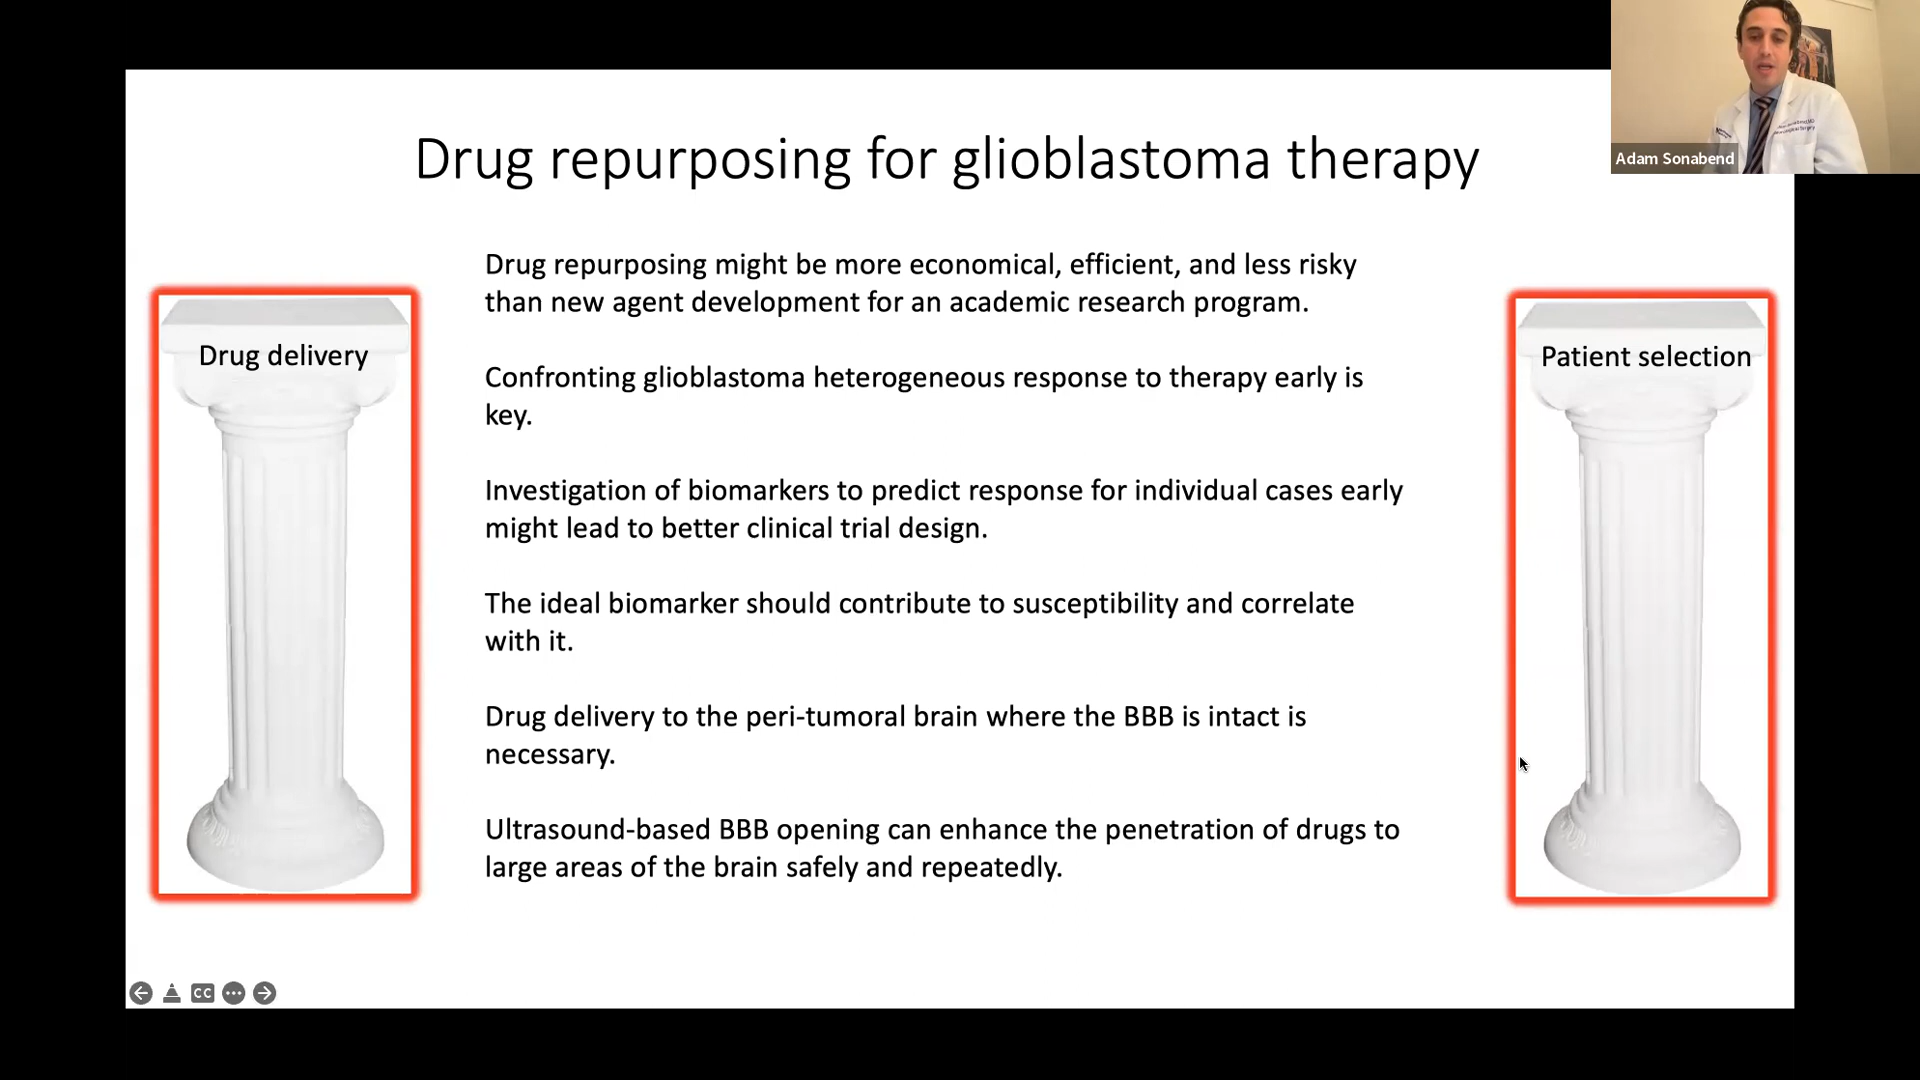 Drug repurposing for glioblastoma therapy
Adam Sonabend
Drug delivery
Drug repurposing might be more economical, efficient, and less risky
than new agent development for an academic research program.
Confronting glioblastoma heterogeneous response to therapy early is
key.
Investigation of biomarkers to predict response for individual cases early
might lead to better clinical trial design.
The ideal biomarker should contribute to susceptibility and correlate
with it.
Drug delivery to the peri-tumoral brain where the BBB is intact is
necessary.
Ultrasound-based BBB opening can enhance the penetration of drugs to
large areas of the brain safely and repeatedly.
Patient selection
CC